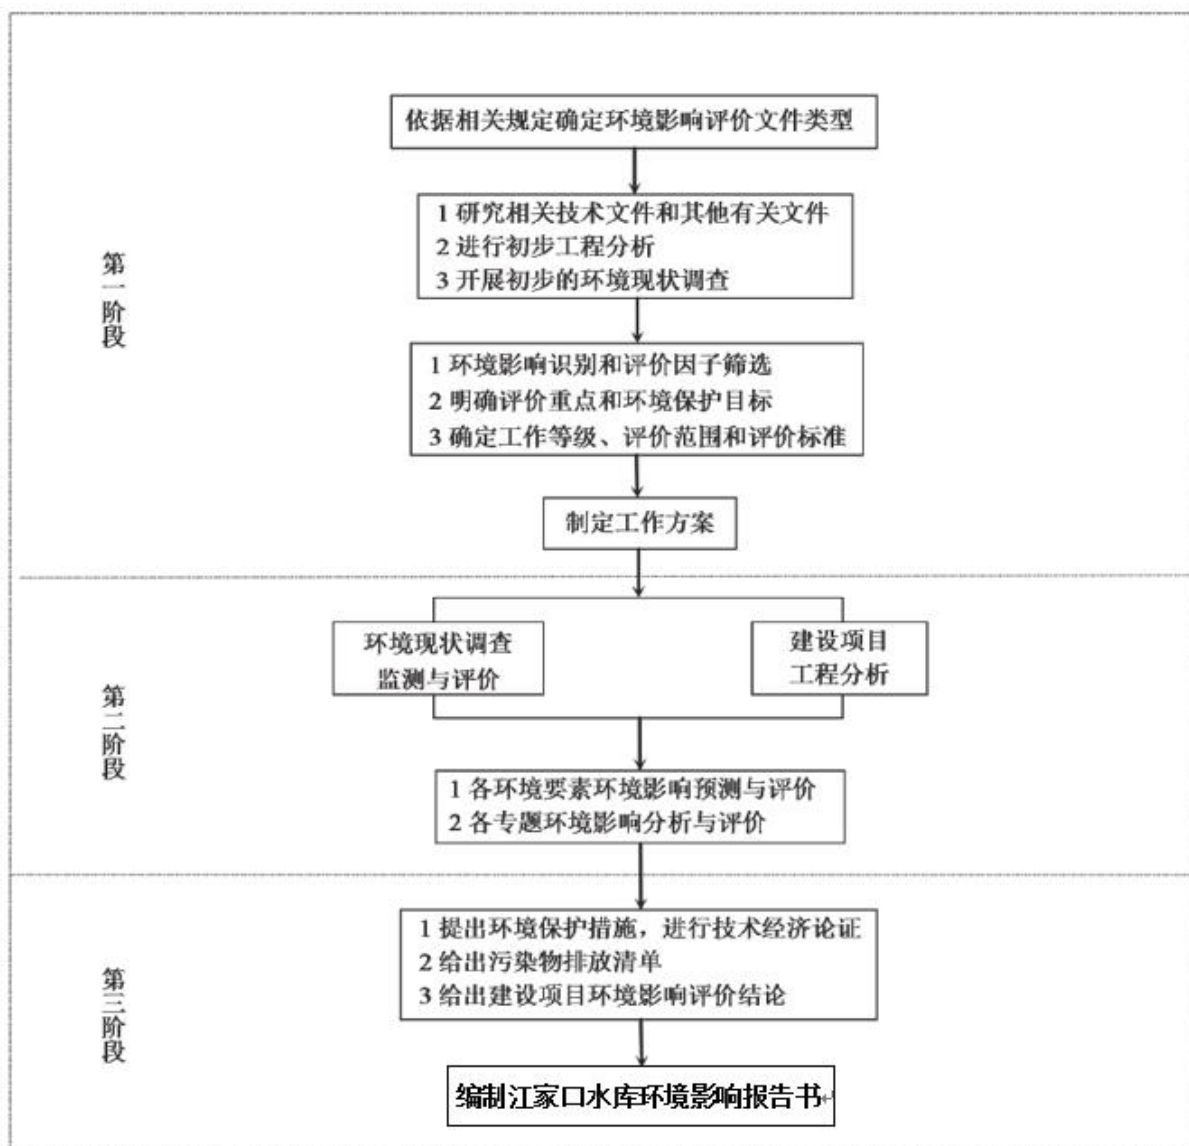 依据相关规定确定环境影响评价文件类型
第一阶段
1 研究相关技术文件和其他有关文件
2 进行初步工程分析
3 开展初步的环境现状调查
1 环境影响识别和评价因子筛选
2 明确评价重点和环境保护目标
3 确定工作等级、评价范围和评价标准
制定工作方案
第二阶段
环境现状调查
监测与评价
建设项目
工程分析
1 各环境要素环境影响预测与评价
2 各专题环境影响分析与评价
第三阶段
1 提出环境保护措施，进行技术经济论证
2 给出污染物排放清单
3 给出建设项目环境影响评价结论
编制江家口水库环境影响报告书